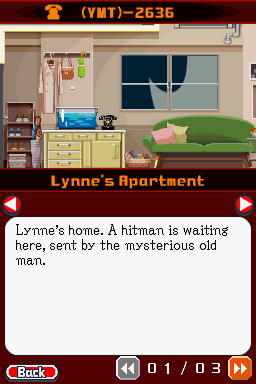 (YMT)-2636
Lynne's Apartment
Lynne's home. A hitman is waiting
here, sent by the mysterious old
man.
Back
01/03